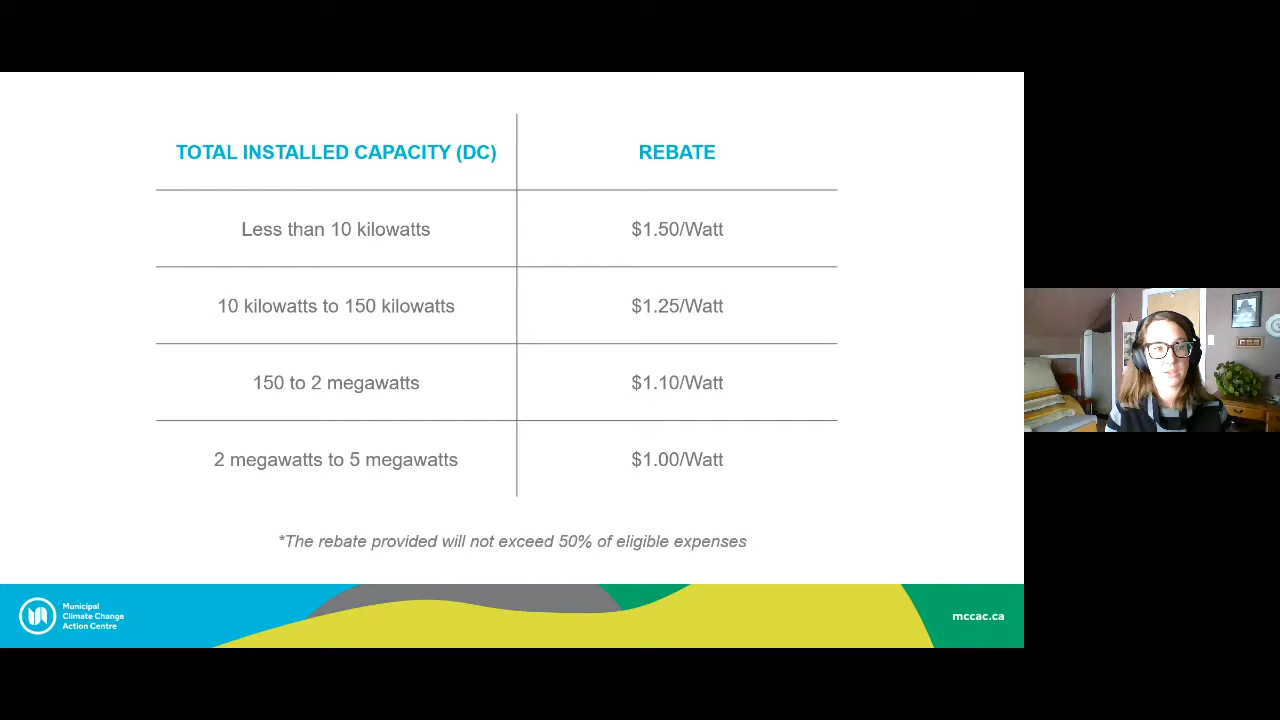 TOTAL INSTALLED CAPACITY (DC) REBATE
Less than 10 kilowatts $1.50/Watt
10 kilowatts to 150 kilowatts $1.25/Watt
150 to 2 megawatts $1.10/Watt
2 megawatts to 5 megawatts $1.00/Watt
*The rebate provided will not exceed 50% of eligible expenses
Municipal
Climate Change
Action Centre
mccac.ca